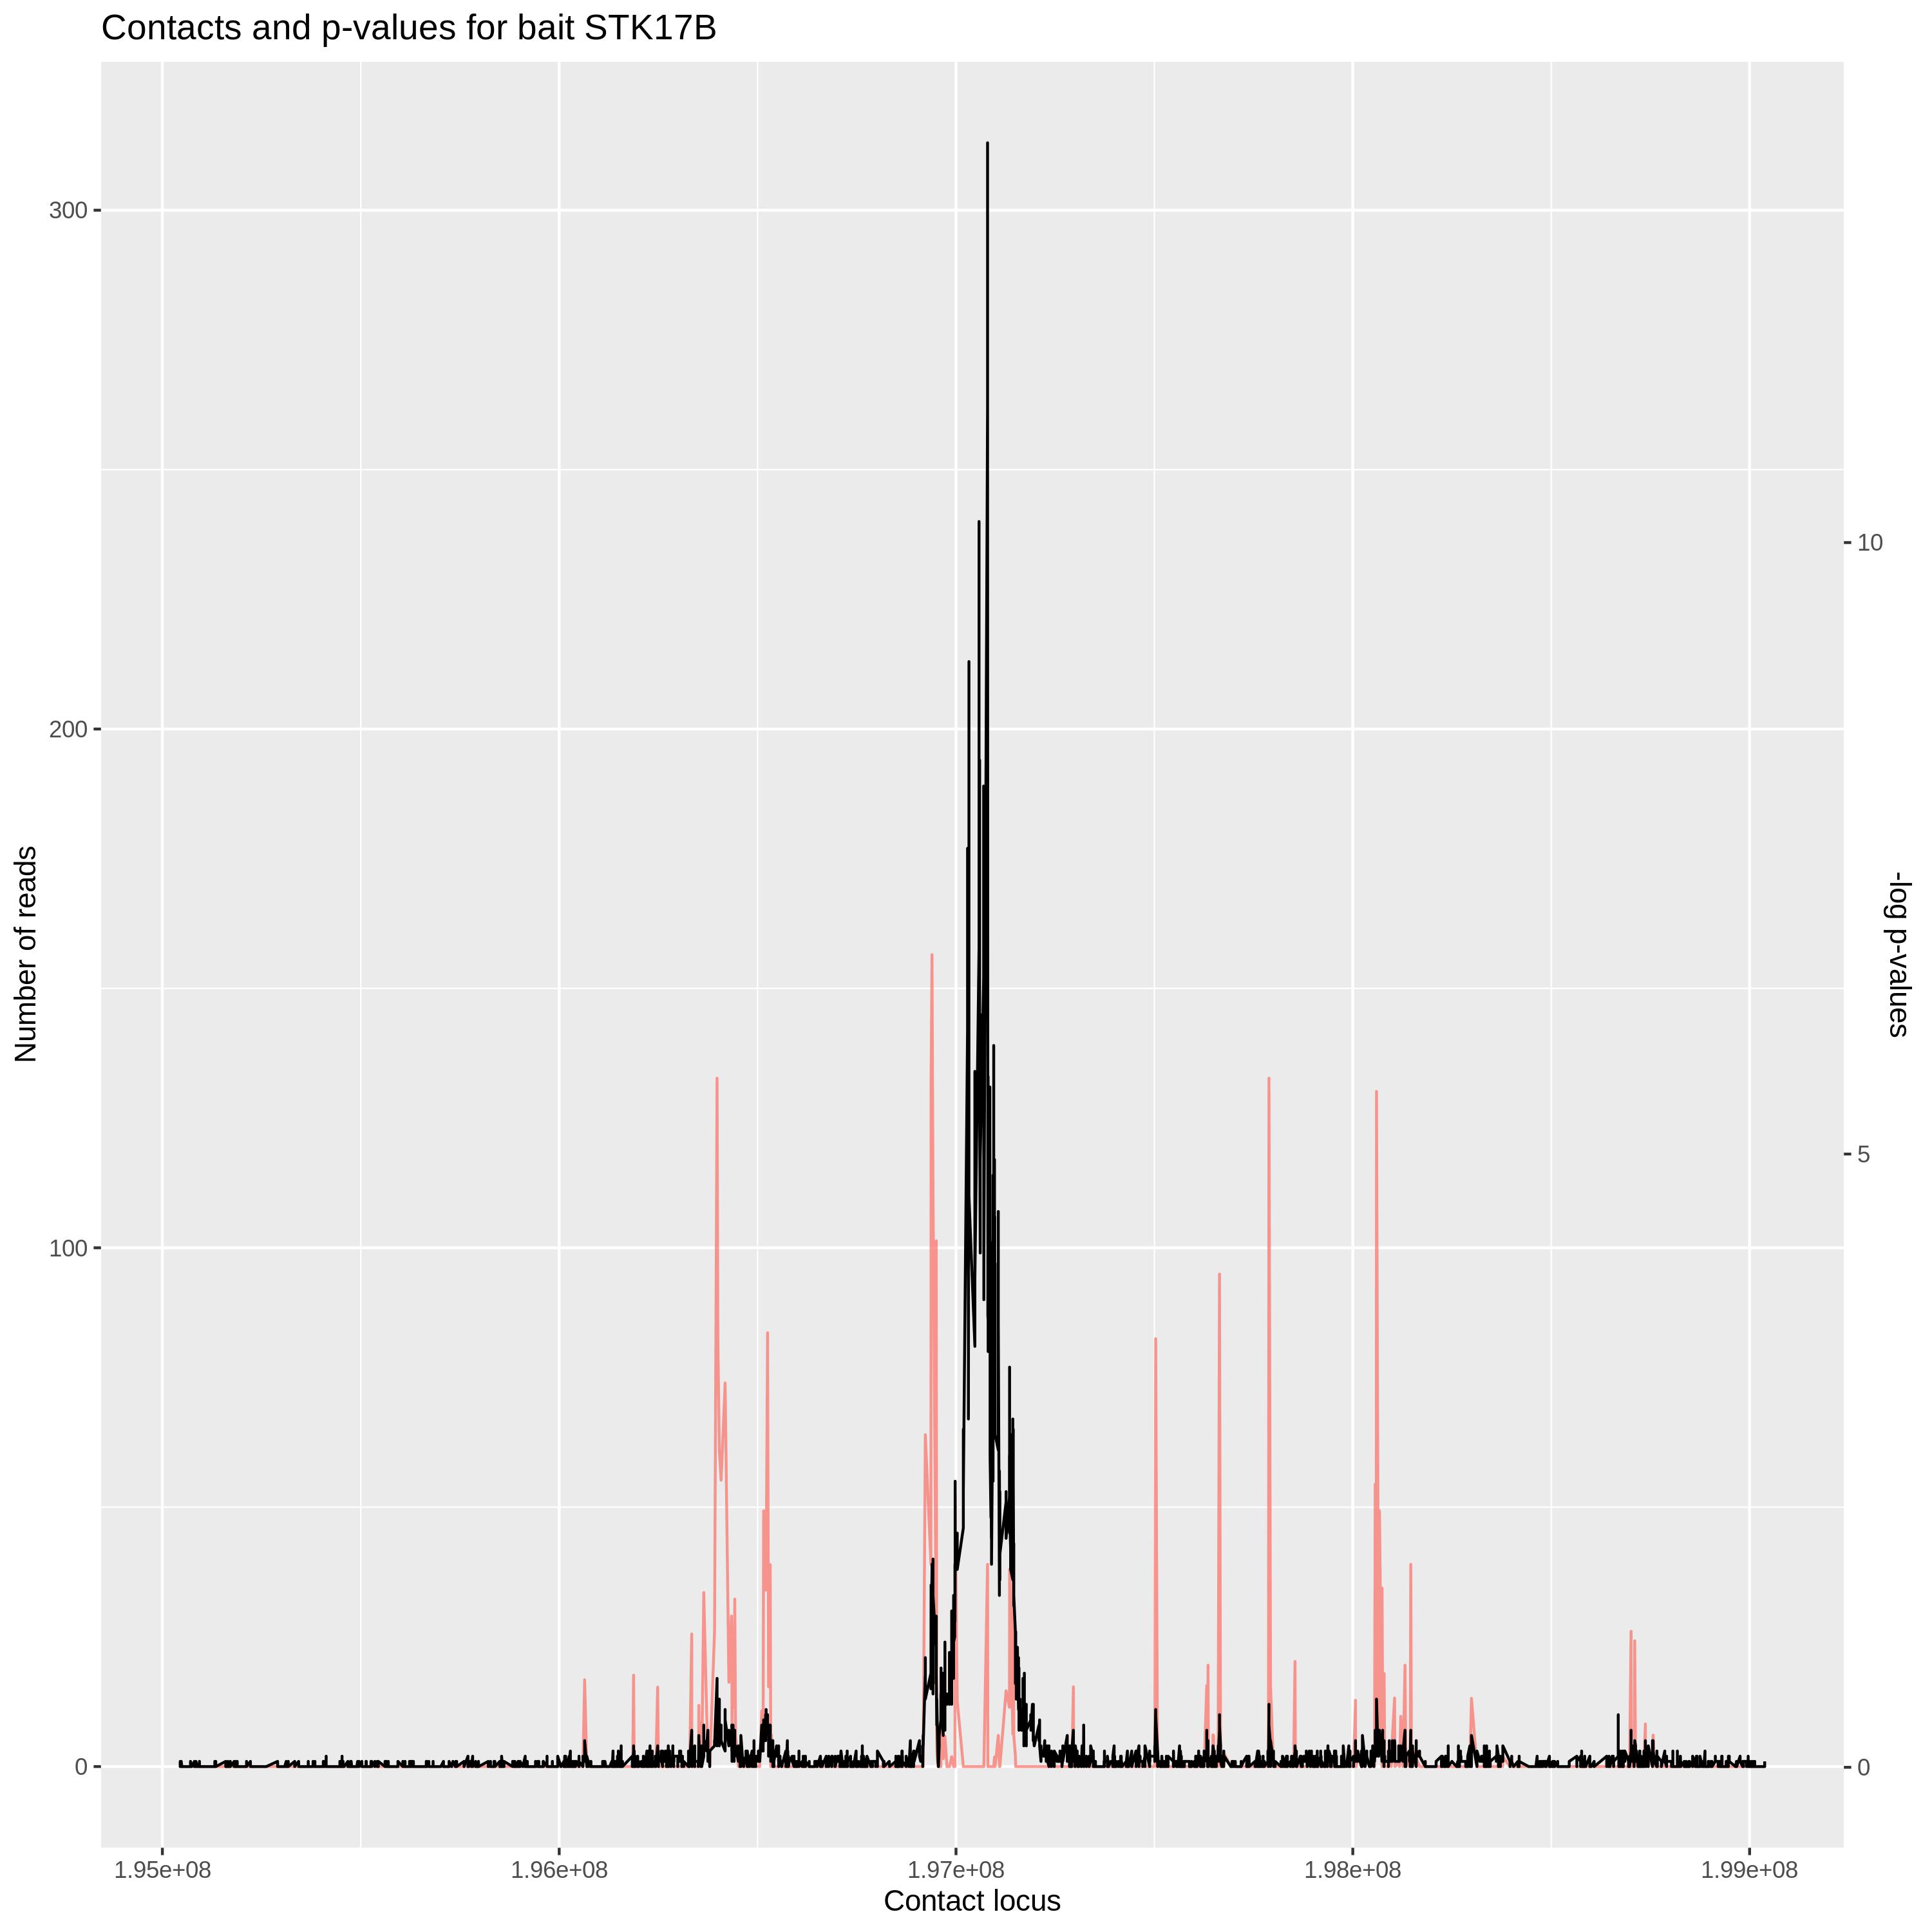 Contacts and p-values for bait STK17B
300
200
100
0
10
5
0
Number of reads
-log p-values
1.95e+08
1.96e+08
1.97e+08
1.98e+08
1.99e+08
Contact locus